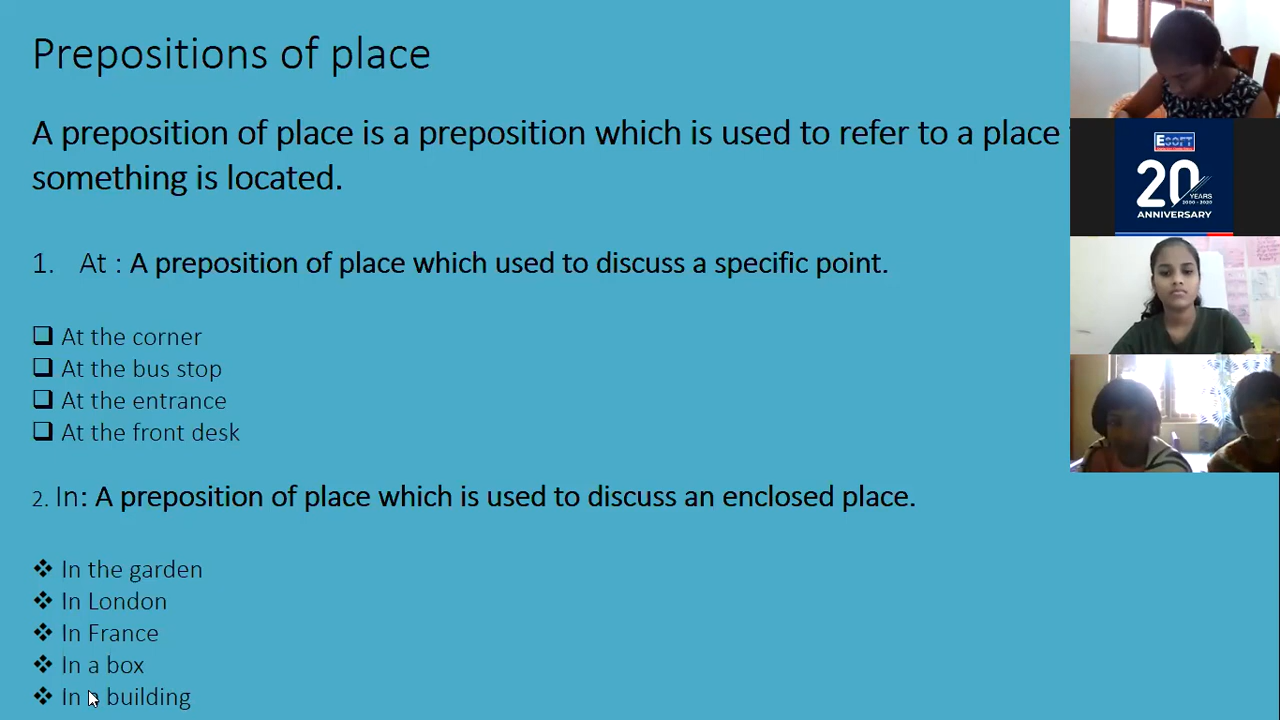 Prepositions of place
A preposition of place is a preposition which is used to refer to a place
something is located.
1. At : A preposition of place which used to discuss a specific point.
At the corner
At the bus stop
At the entrance
At the front desk
2. In: A preposition of place which is used to discuss an enclosed place.
In the garden
In London
In France
In a box
In building
ESOFT
20
YEARS
2000 - 2020
ANNIVERSARY